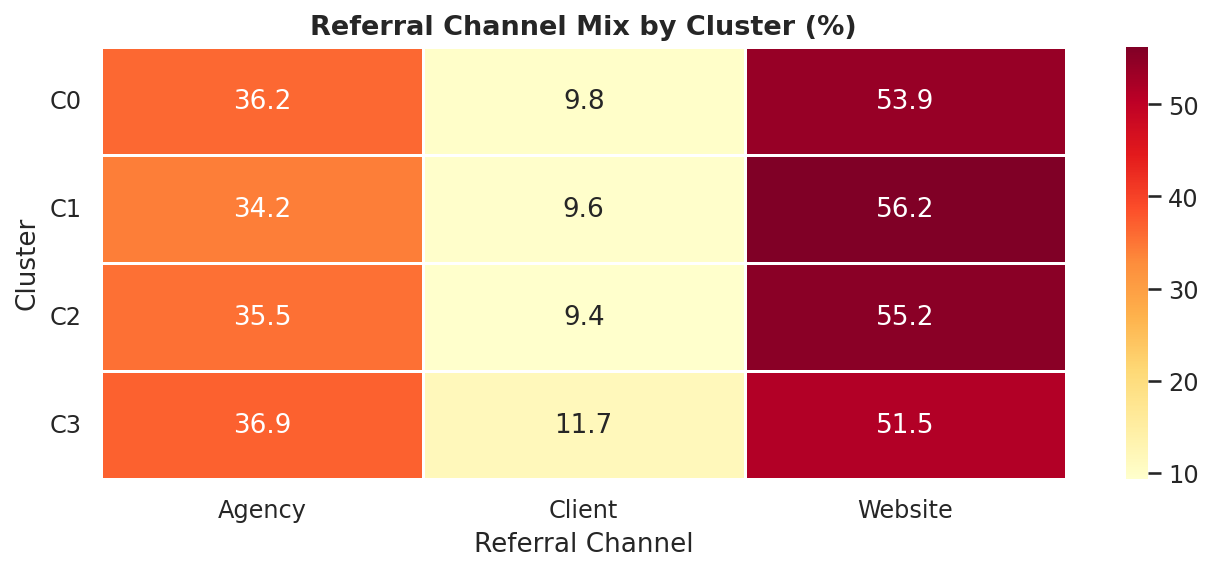 Referral Channel Mix by Cluster (%)
C0 36.2 9.8 53.9
C1 34.2 9.6 56.2
C2 35.5 9.4 55.2
C3 36.9 11.7 51.5
Agency Client Website
Referral Channel
Cluster
50
40
30
20
10